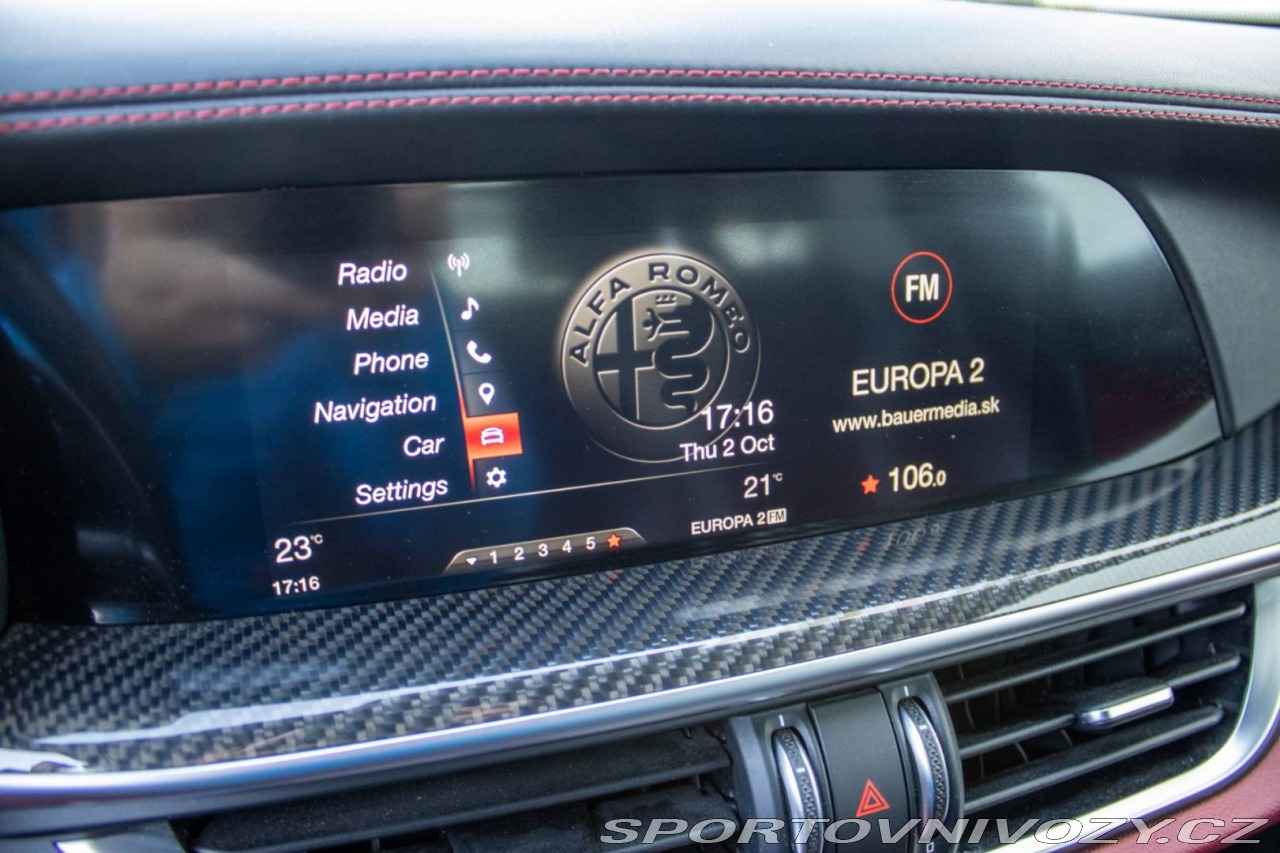 Radio
Media
Phone
Navigation
Car
Settings
23°C
17:16
1 2 3 4 5
ALFA ROMEO
17:16
Thu 2 Oct
21°C
EUROPA 2 FM
FM
EUROPA 2
www.bauermedia.sk
106.0
SPORTOVNIVOZY.CZ